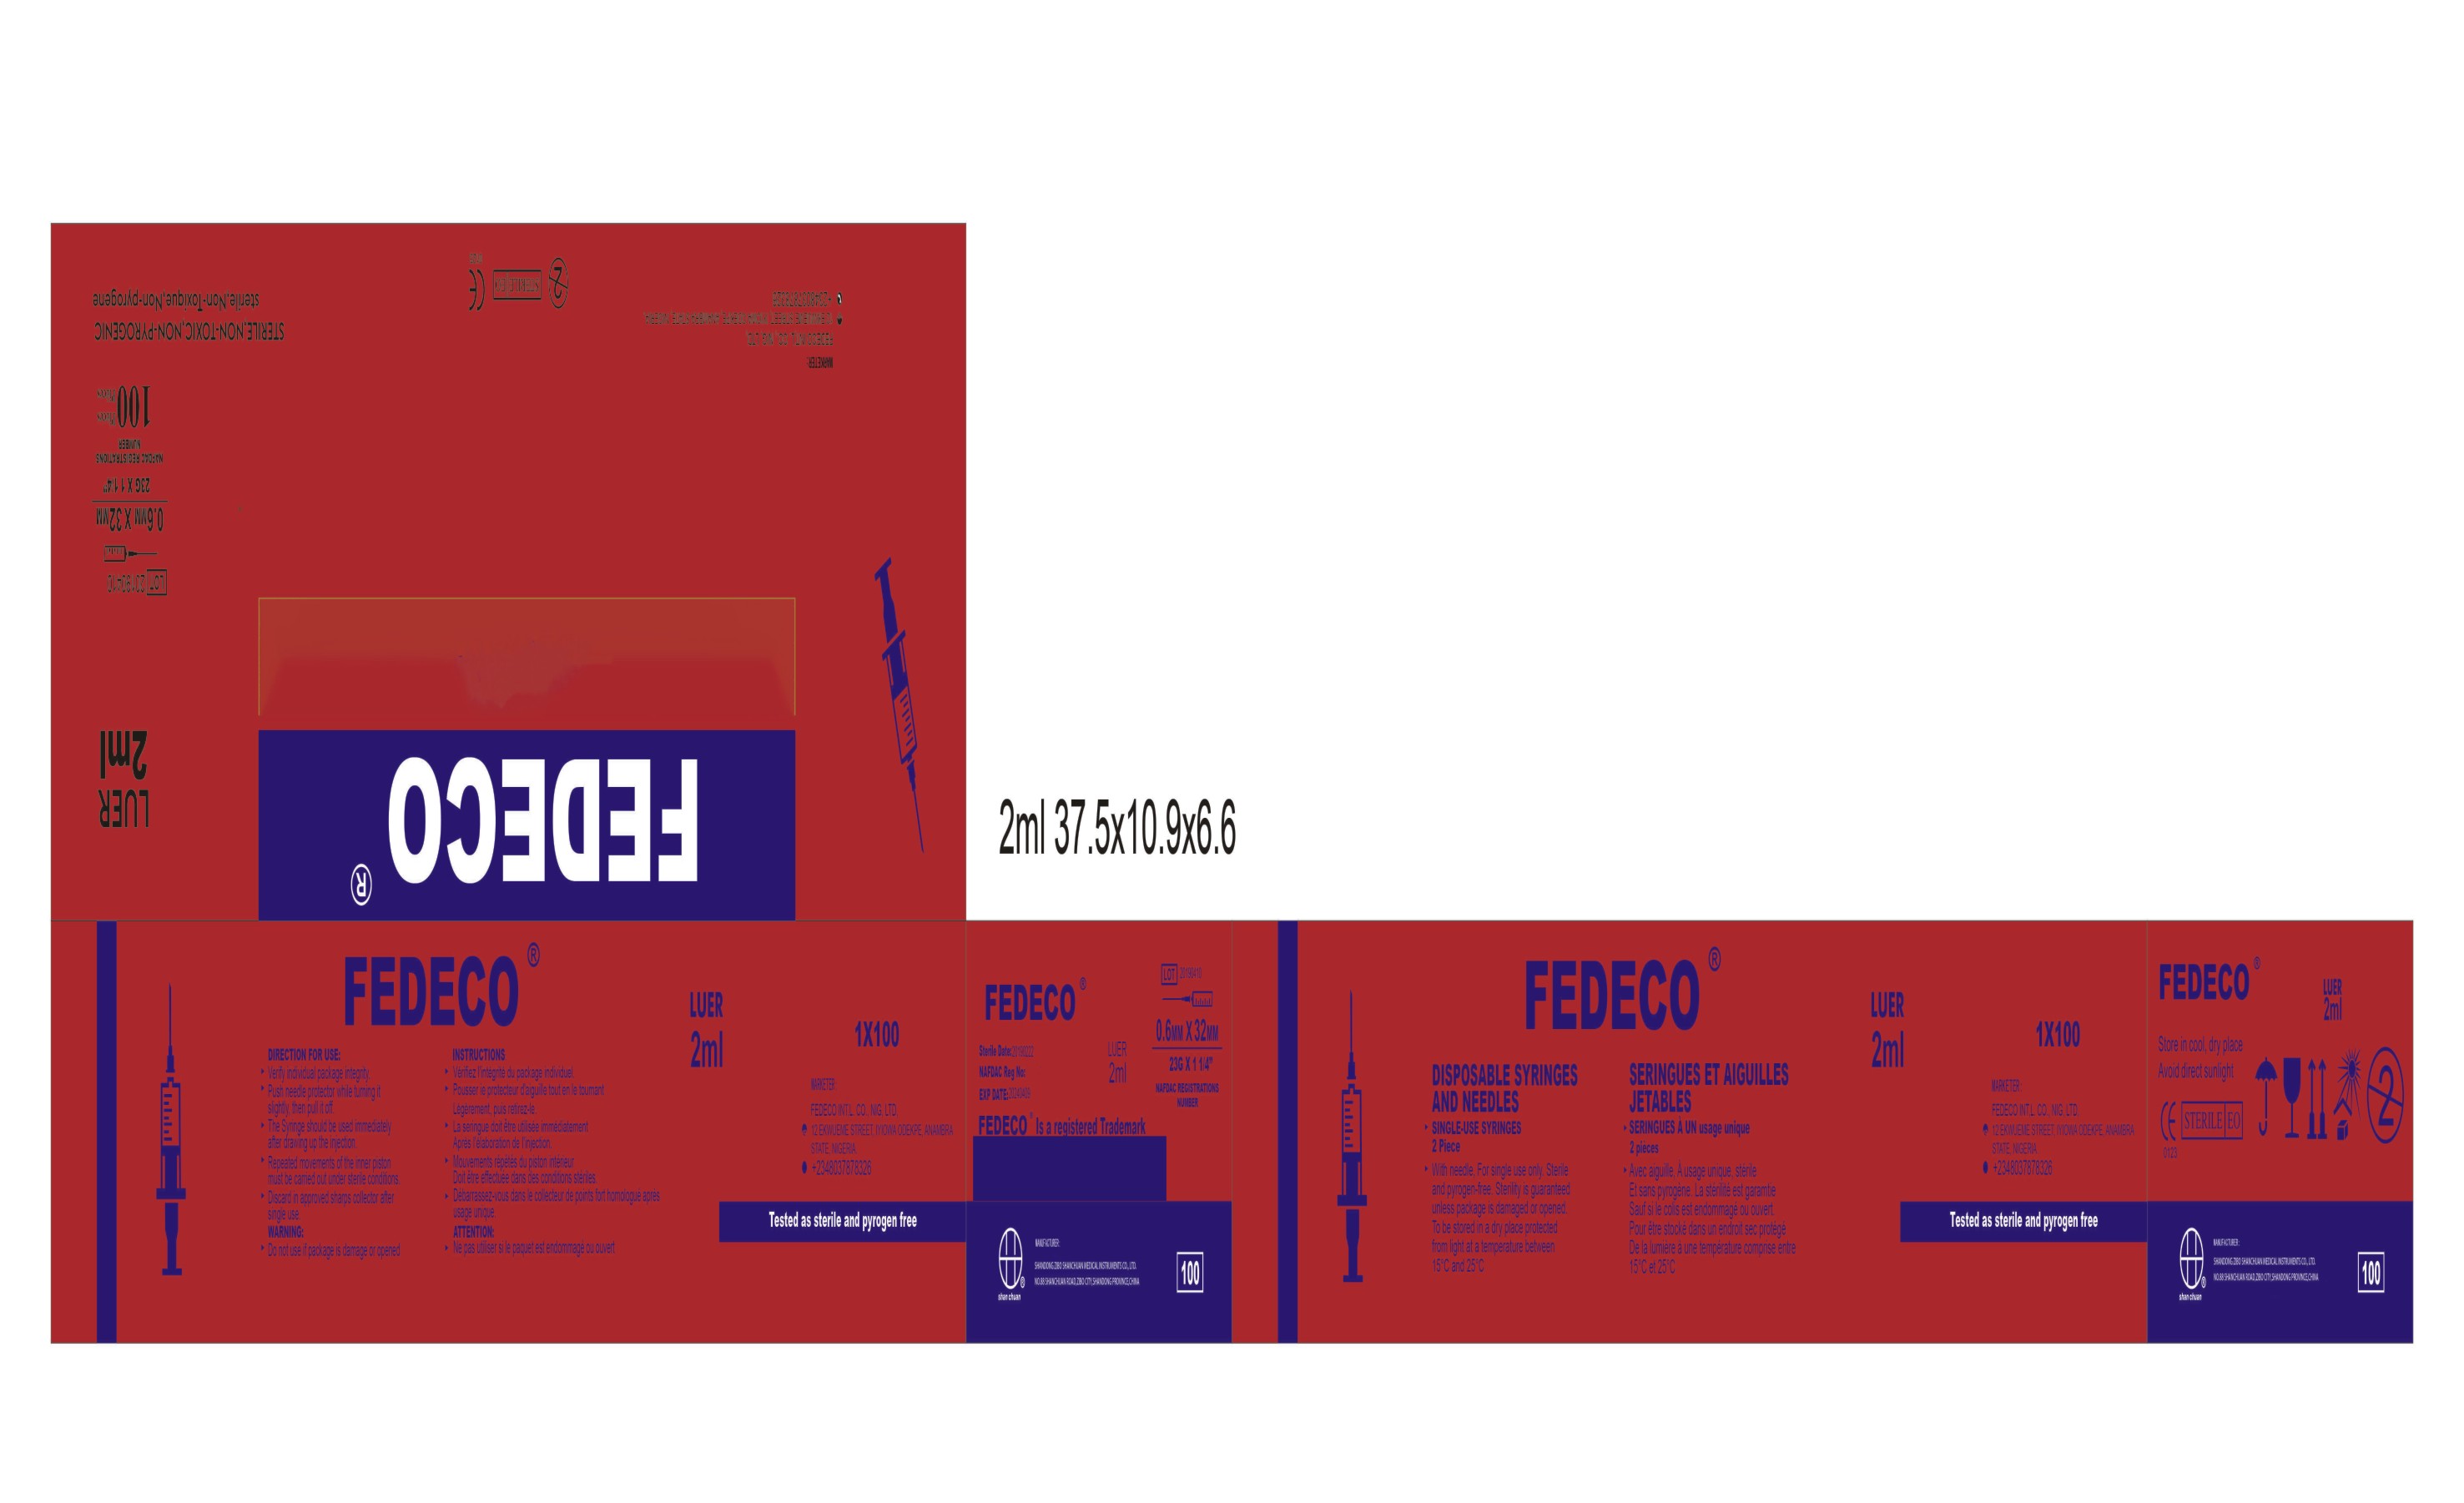 FEDECO®
LUER
2ml
LOT
0.6MM X 32MM
23G X 1 1/4"
NAFDAC REGISTRATIONS
NUMBER
100
STERILE,NON-TOXIC,NON-PYROGENIC
sterile,Non-Toxique,Non-pyrogene
MARKETER:
FEDECO INT.L. CO., NIG. LTD.
+2348037878326
2
CE
2ml 37.5x10.9x6.6
FEDECO®
DIRECTION FOR USE:
Verify individual package integrity.
Push needle protector while turning it
slightly, then pull it off.
The Syringe should be used immediately
after drawing up the injection.
Repeated movements of the inner piston
must be carried out under sterile conditions.
Discard in approved sharps collector after
single use.
WARNING:
Do not use if package is damage or opened
INSTRUCTIONS
Vérifiez l'intégrité du package individuel.
Pousser le protecteur d'aiguille tout en le tournant
Légèrement, puis retirez-le.
La seringue doit être utilisée immédiatement
Après l'élaboration de l'injection.
Mouvements répétés du piston intérieur
Doit être effectuée dans des conditions stériles.
Débarrassez-vous dans le collecteur de points fort homologué après
usage unique.
ATTENTION:
Ne pas utiliser si le paquet est endommagé ou ouvert
LUER
2ml
1X100
MARKETER:
FEDECO INT.L. CO., NIG. LTD.
12 EKWUEME STREET, IYIOWA ODEKPE. ANAMBRA
STATE, NIGERIA.
+2348037878326
Tested as sterile and pyrogen free
FEDECO®
LOT 20190410
Sterile Date:
NAFDAC Reg No:
EXP DATE:
LUER
2ml
0.6MM X 32MM
23G X 1 1/4"
NAFDAC REGISTRATIONS
NUMBER
FEDECO® Is a registered Trademark
shan chuan
MANUFACTURER:
SHANDONG ZIBO SHANCHUAN MEDICAL INSTRUMENTS CO., LTD.
NO.88 SHANCHUAN ROAD,ZIBO CITY,SHANDONG PROVINCE,CHINA
100
FEDECO®
DISPOSABLE SYRINGES
AND NEEDLES
SINGLE-USE SYRINGES
2 Piece
With needle, For single use only, Sterile
and pyrogen-free. Sterility is guaranteed
unless package is damaged or opened.
To be stored in a dry place protected
from light at a temperature between
15°C and 25°C
SERINGUES ET AIGUILLES
JETABLES
SERINGUES À UN usage unique
2 pièces
Avec aiguille, À usage unique, stérile
Et sans pyrogène. La stérilité est garantie
Sauf si le colis est endommagé ou ouvert.
Pour être stocké dans un endroit sec protégé
De la lumière à une température comprise entre
15°C et 25°C
LUER
2ml
1X100
MARKETER:
FEDECO INT.L. CO., NIG. LTD.
12 EKWUEME STREET, IYIOWA ODEKPE. ANAMBRA
STATE, NIGERIA.
+2348037878326
Tested as sterile and pyrogen free
FEDECO®
LUER
2ml
Store in cool, dry place
Avoid direct sunlight
CE 0123
STERILE EO
2
shan chuan
MANUFACTURER:
SHANDONG ZIBO SHANCHUAN MEDICAL INSTRUMENTS CO., LTD.
NO.88 SHANCHUAN ROAD,ZIBO CITY,SHANDONG PROVINCE,CHINA
100